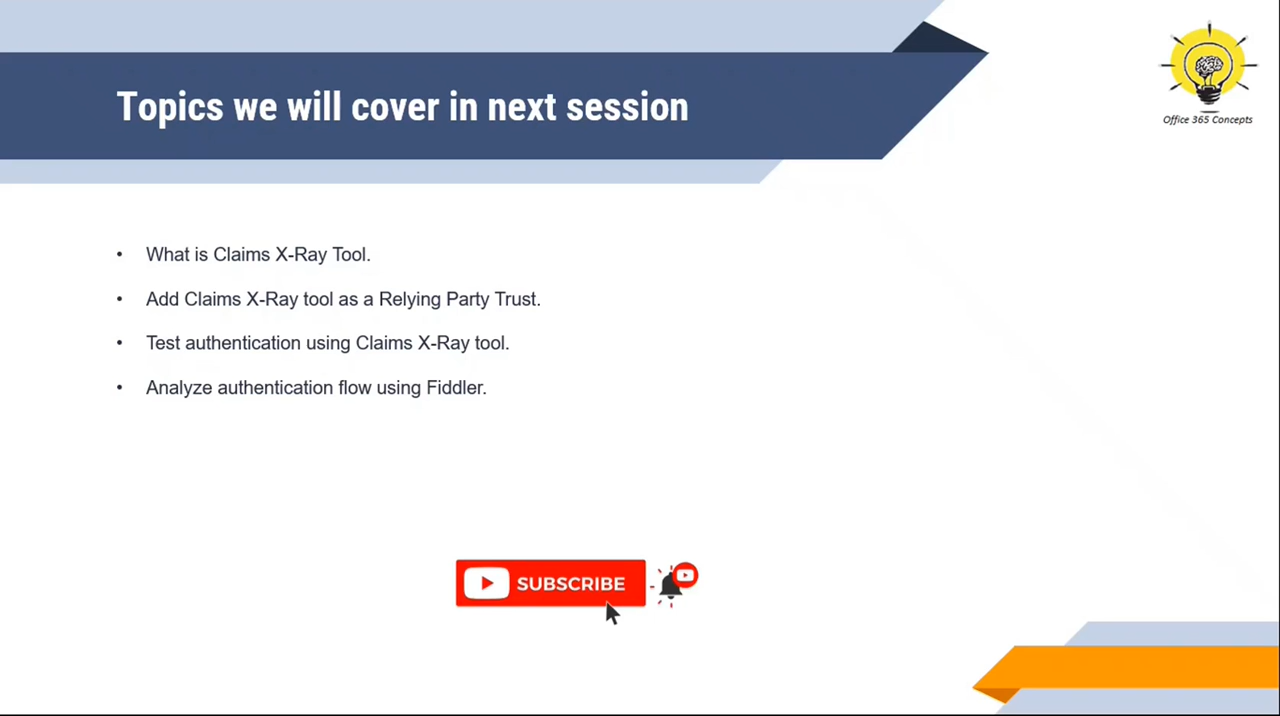 Topics we will cover in next session
Office 365 Concepts
• What is Claims X-Ray Tool.
• Add Claims X-Ray tool as a Relying Party Trust.
• Test authentication using Claims X-Ray tool.
• Analyze authentication flow using Fiddler.
SUBSCRIBE